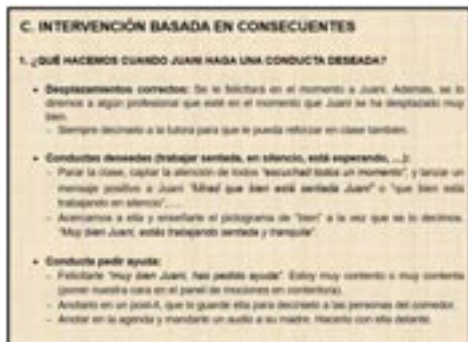 C. INTERVENCIÓN BASADA EN CONSECUENTES
1. ¿QUÉ HACEMOS CUANDO JUANI HAGA UNA CONDUCTA DESEADA?
• Desplazamientos correctos: Se le felicitará en el momento a Juani. Además, se lo
diremos a algún profesional que esté en el momento que Juani se ha desplazado muy
bien.
- Siempre decírselo a la tutora para que le pueda reforzar en clase también.
• Conductas deseadas (trabajar sentada, en silencio, está esperando, ...):
- Parar la clase, captar la atención de todos "escuchad todos un momento", y lanzar un
mensaje positivo a Juani "Mirad que bien está sentada Juani" o "que bien está
trabajando en silencio",...
- Acercarnos a ella y enseñarle el pictograma de "bien" a la vez que se lo decimos.
"Muy bien Juani, estás trabajando sentada y tranquila".
• Conducta pedir ayuda:
- Felicitarle "muy bien Juani, has pedido ayuda". Estoy muy contento o muy contenta
(poner nuestra cara en el panel de emociones en contento/a).
- Anotarlo en un post-it, que lo guarde ella para decírselo a las personas del comedor.
- Anotar en la agenda y mandarle un audio a su madre. Hacerlo con ella delante.